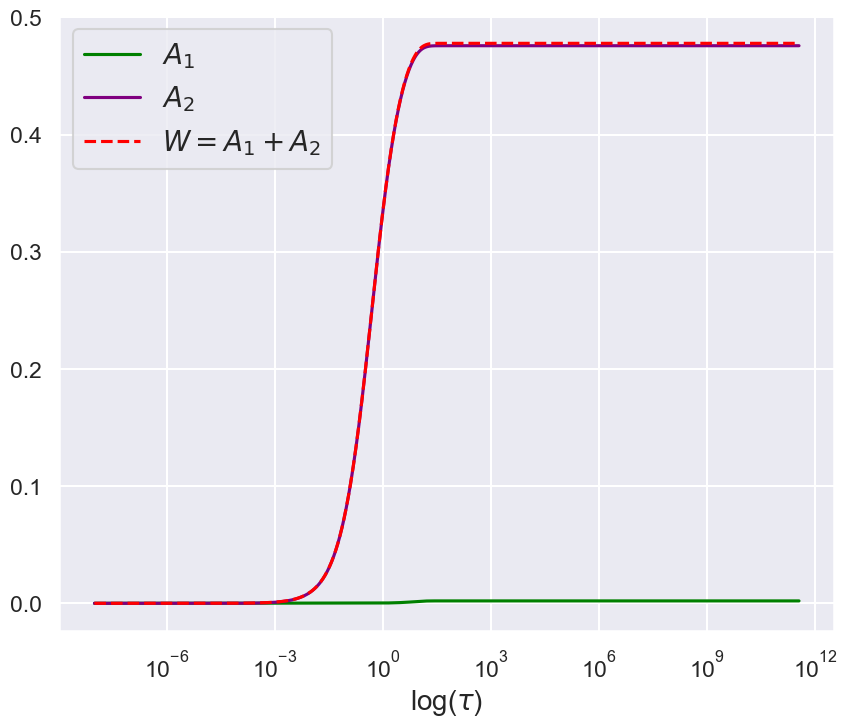 0.5
0.4
0.3
0.2
0.1
0.0
A₁
A₂
W = A₁ + A₂
10⁻⁶ 10⁻³ 10⁰ 10³ 10⁶ 10⁹ 10¹²
log(τ)